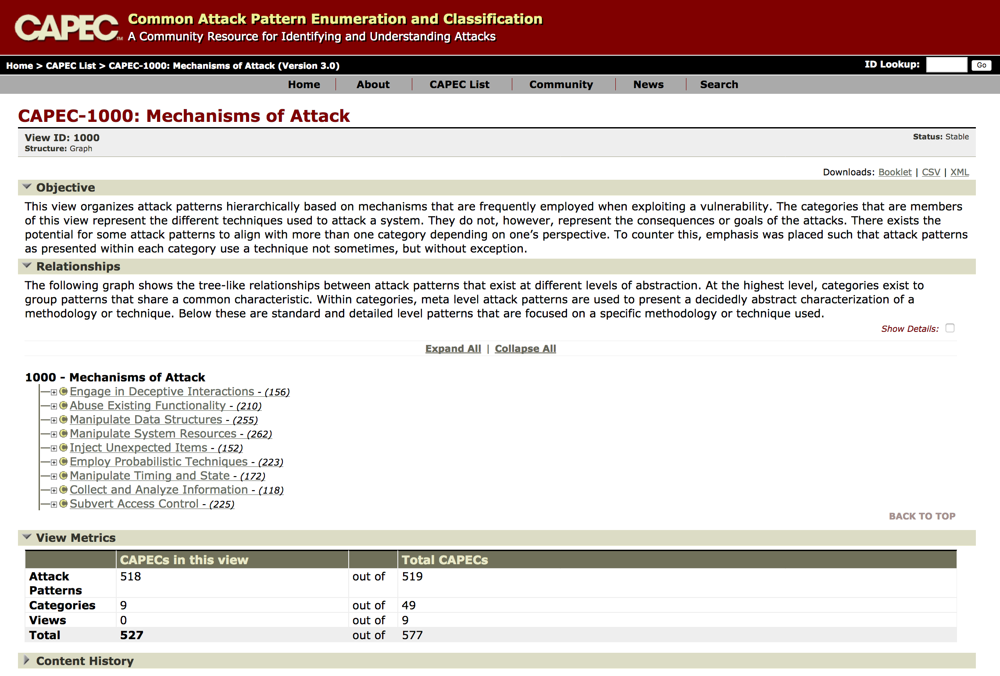 CAPEC™
Common Attack Pattern Enumeration and Classification
A Community Resource for Identifying and Understanding Attacks
Home > CAPEC List > CAPEC-1000: Mechanisms of Attack (Version 3.0)
ID Lookup: Go
Home About CAPEC List Community News Search
CAPEC-1000: Mechanisms of Attack
View ID: 1000
Structure: Graph
Status: Stable
Downloads: Booklet | CSV | XML
Objective
This view organizes attack patterns hierarchically based on mechanisms that are frequently employed when exploiting a vulnerability. The categories that are members
of this view represent the different techniques used to attack a system. They do not, however, represent the consequences or goals of the attacks. There exists the
potential for some attack patterns to align with more than one category depending on one’s perspective. To counter this, emphasis was placed such that attack patterns
as presented within each category use a technique not sometimes, but without exception.
Relationships
The following graph shows the tree-like relationships between attack patterns that exist at different levels of abstraction. At the highest level, categories exist to
group patterns that share a common characteristic. Within categories, meta level attack patterns are used to present a decidedly abstract characterization of a
methodology or technique. Below these are standard and detailed level patterns that are focused on a specific methodology or technique used.
Show Details:
Expand All | Collapse All
1000 - Mechanisms of Attack
C Engage in Deceptive Interactions - (156)
C Abuse Existing Functionality - (210)
C Manipulate Data Structures - (255)
C Manipulate System Resources - (262)
C Inject Unexpected Items - (152)
C Employ Probabilistic Techniques - (223)
C Manipulate Timing and State - (172)
C Collect and Analyze Information - (118)
C Subvert Access Control - (225)
BACK TO TOP
View Metrics
CAPECs in this view Total CAPECs
Attack 518 out of 519
Patterns
Categories 9 out of 49
Views 0 out of 9
Total 527 out of 577
Content History